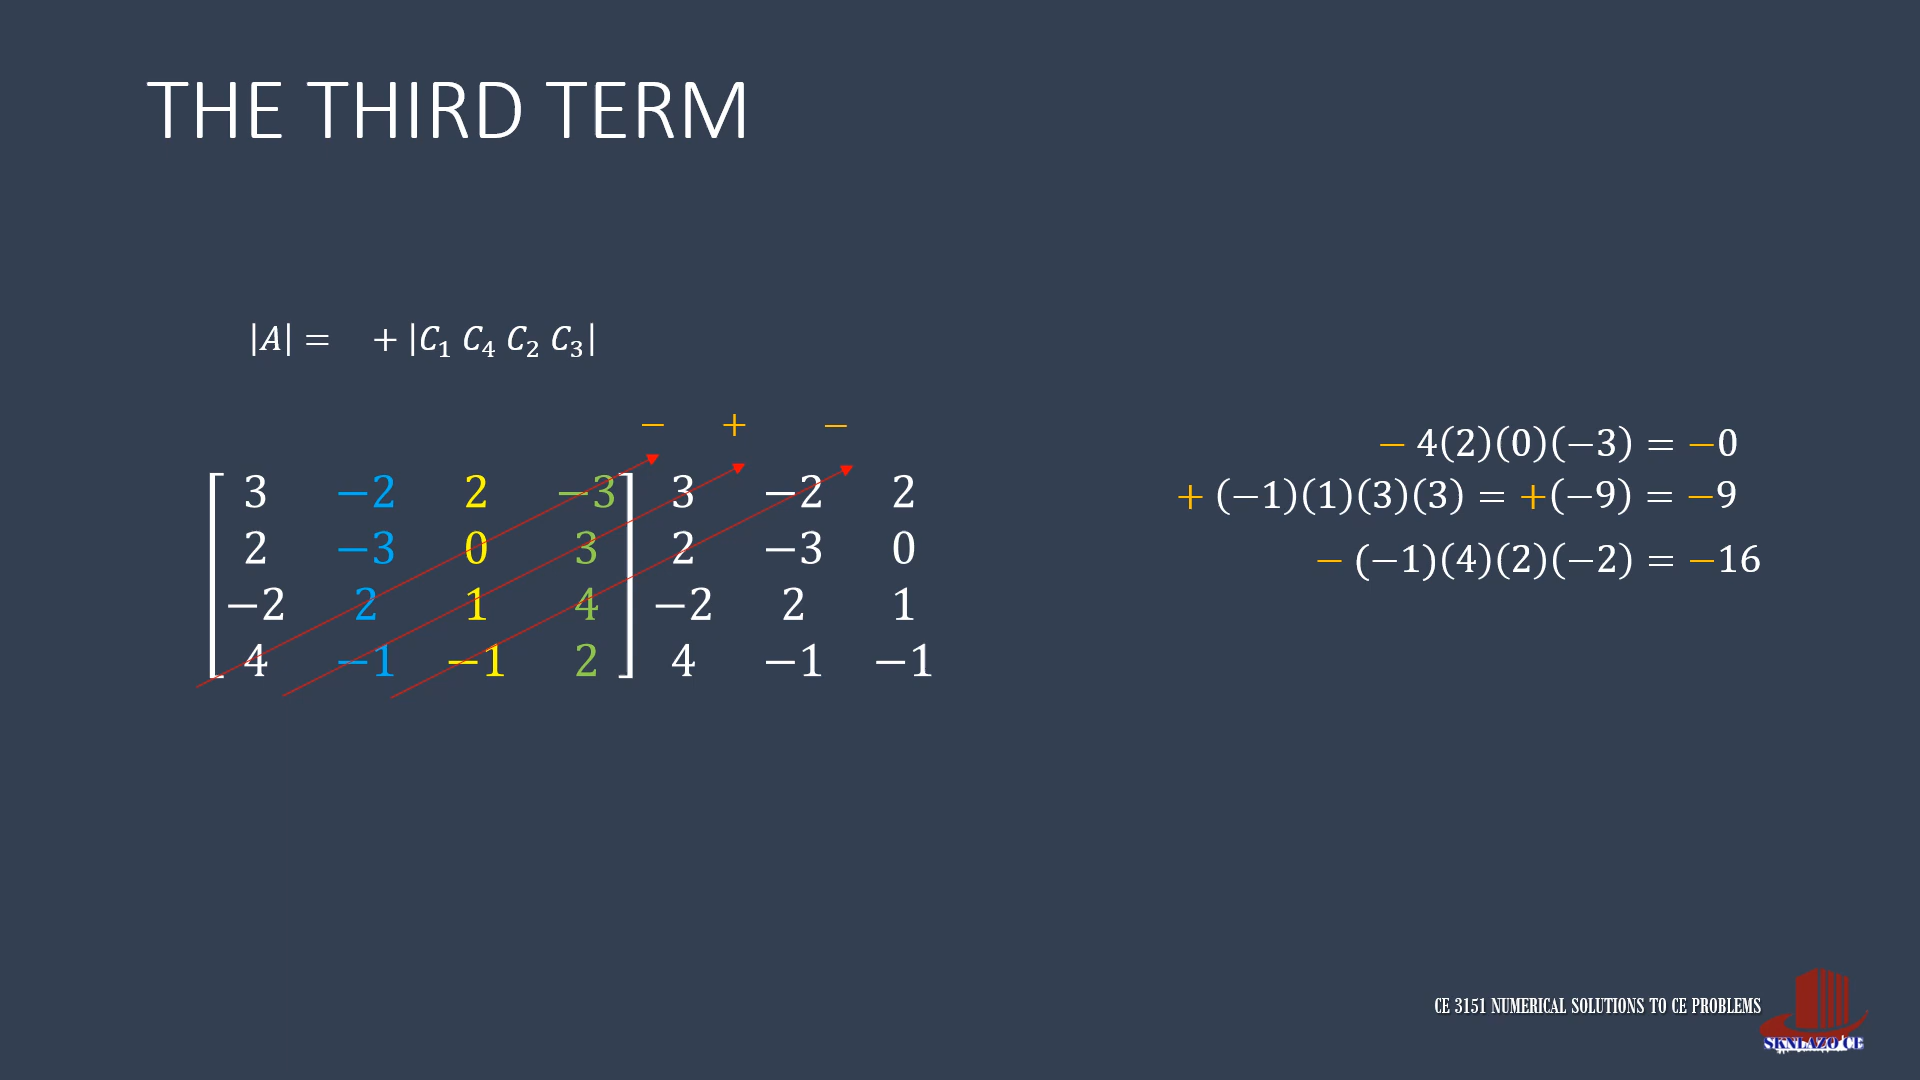 THE THIRD TERM
|A| = + |C₁ C₄ C₂ C₃|
− + −
3 −2 2 −3 3 −2 2
2 −3 0 3 2 −3 0
−2 2 1 4 −2 2 1
4 −1 −1 2 4 −1 −1
− 4(2)(0)(−3) = −0
+ (−1)(1)(3)(3) = +(−9) = −9
− (−1)(4)(2)(−2) = −16
CE 3151 NUMERICAL SOLUTIONS TO CE PROBLEMS
SKNLAZO CE